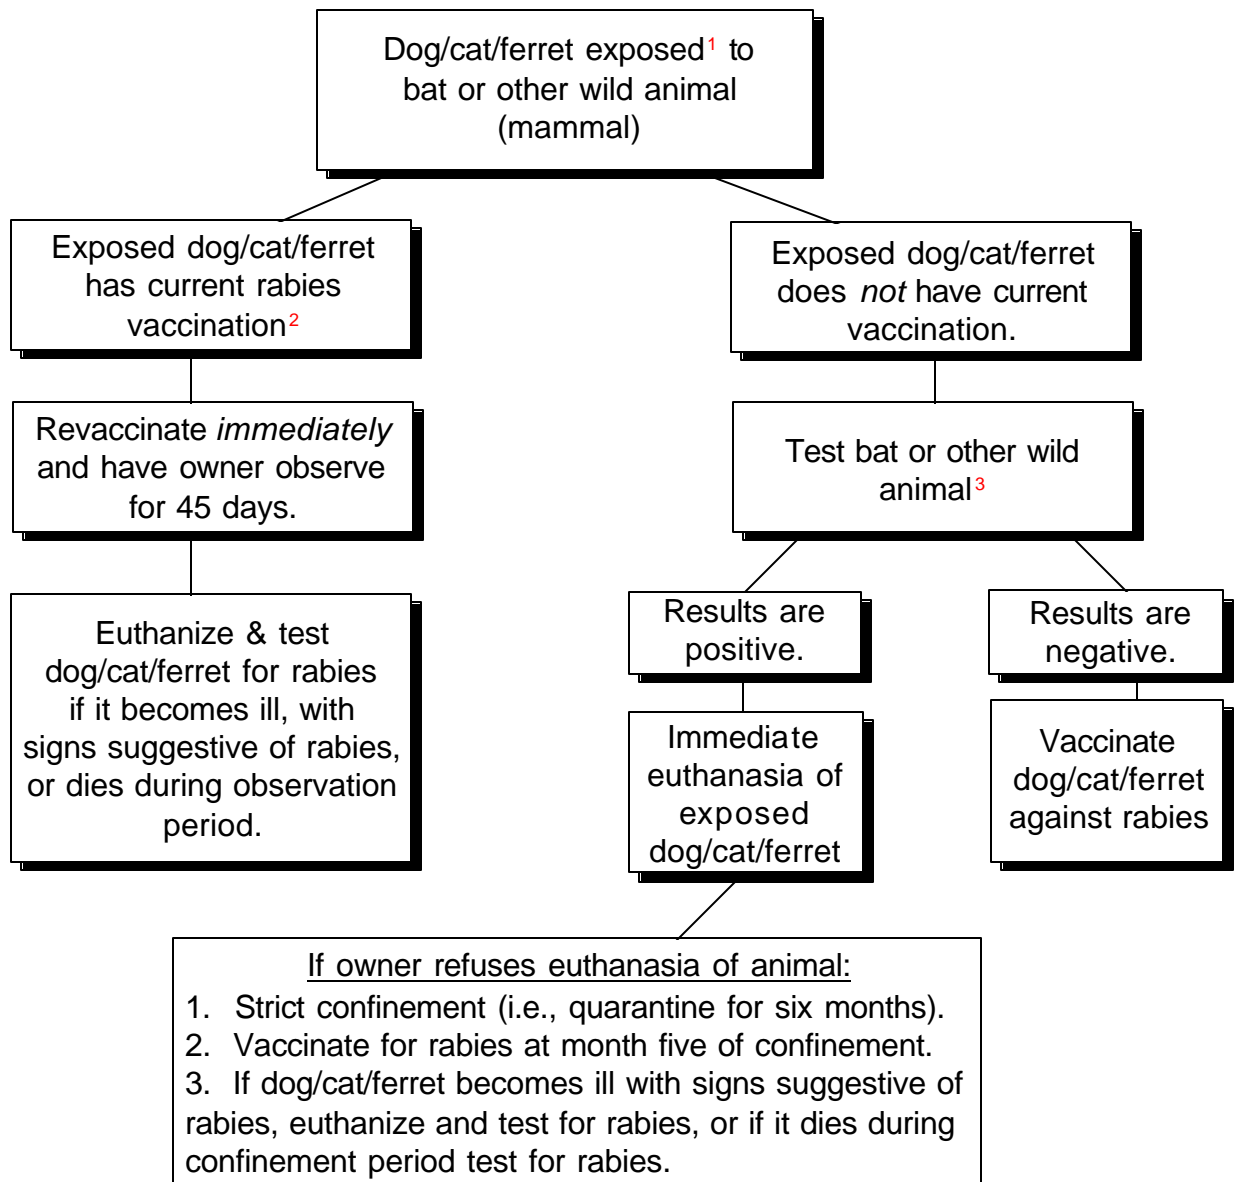 Dog/cat/ferret exposed1 to
bat or other wild animal
(mammal)
Exposed dog/cat/ferret
has current rabies
vaccination2
Revaccinate immediately
and have owner observe
for 45 days.
Euthanize & test
dog/cat/ferret for rabies
if it becomes ill, with
signs suggestive of rabies,
or dies during observation
period.
Exposed dog/cat/ferret
does not have current
vaccination.
Test bat or other wild
animal3
Results are
positive.
Immediate
euthanasia of
exposed
dog/cat/ferret
Results are
negative.
Vaccinate
dog/cat/ferret
against rabies
If owner refuses euthanasia of animal:
1. Strict confinement (i.e., quarantine for six months).
2. Vaccinate for rabies at month five of confinement.
3. If dog/cat/ferret becomes ill with signs suggestive of
rabies, euthanize and test for rabies, or if it dies during
confinement period test for rabies.